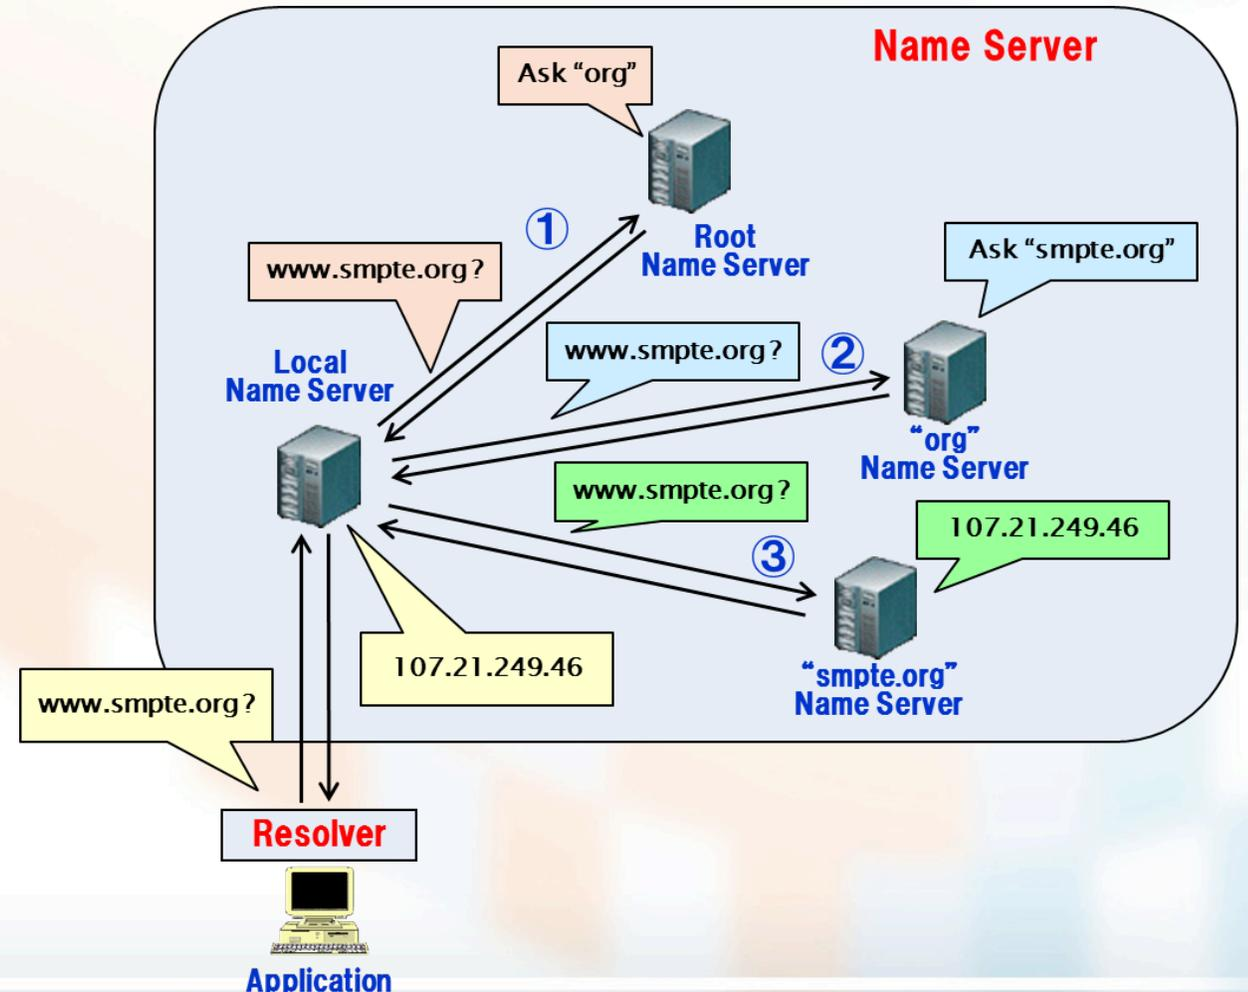 Name Server
Ask “org”
①
Root
Name Server
www.smpte.org?
Ask “smpte.org”
www.smpte.org?
②
Local
Name Server
“org”
Name Server
www.smpte.org?
107.21.249.46
③
107.21.249.46
“smpte.org”
Name Server
www.smpte.org?
Resolver
Application